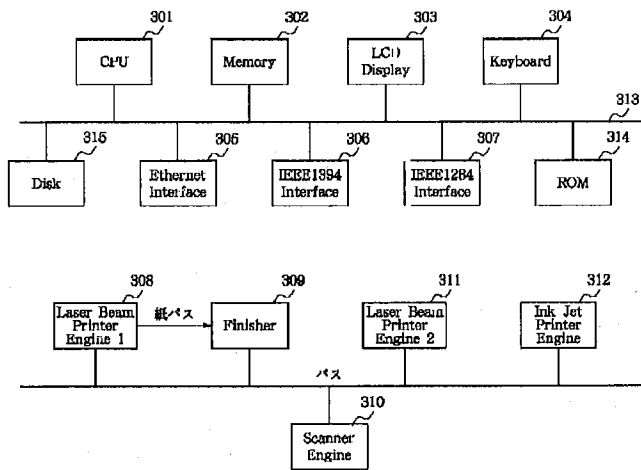 301
302
303
304
CPU
Memory
LCD
Display
Keyboard
313
315
305
306
307
314
Disk
Ethernet
Interface
IEEE1394
Interface
IEEE1284
Interface
ROM
308
309
311
312
Laser Beam
Printer
Engine 1
紙パス
Finisher
Laser Beam
Printer
Engine 2
Ink Jet
Printer
Engine
バス
310
Scanner
Engine